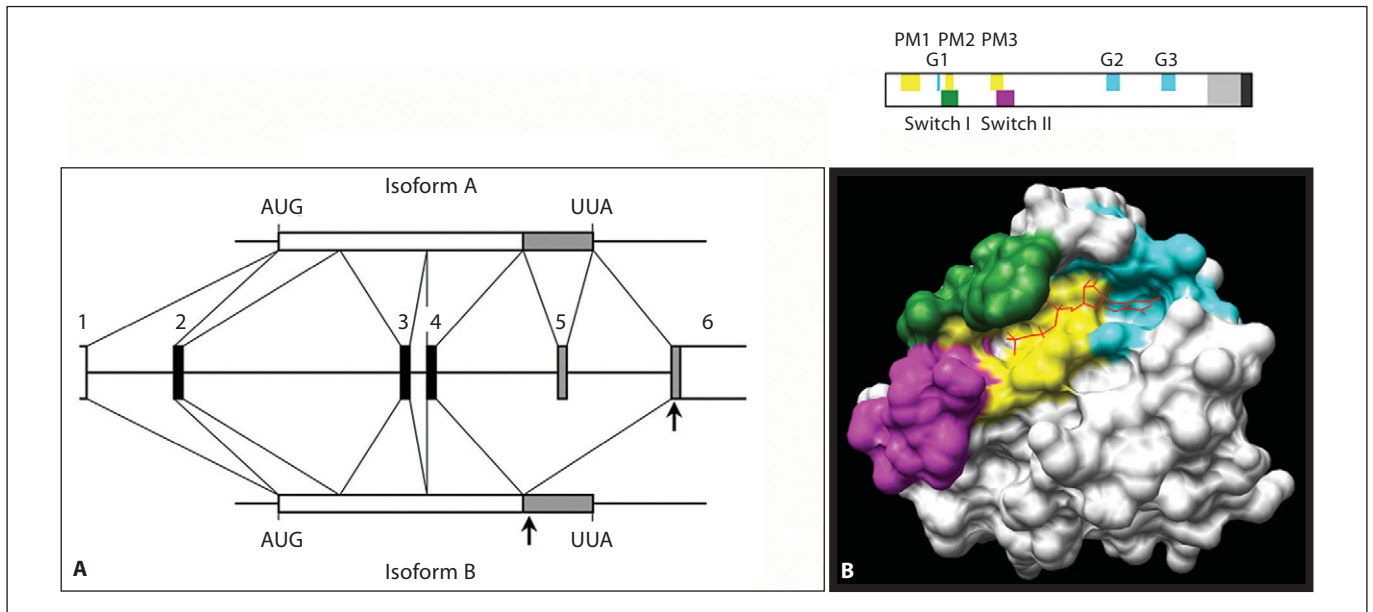 PM1 PM2 PM3
G1 G2 G3
Switch I Switch II
Isoform A
AUG UUA
1 2 3 4 5 6
AUG UUA
Isoform B
A
B